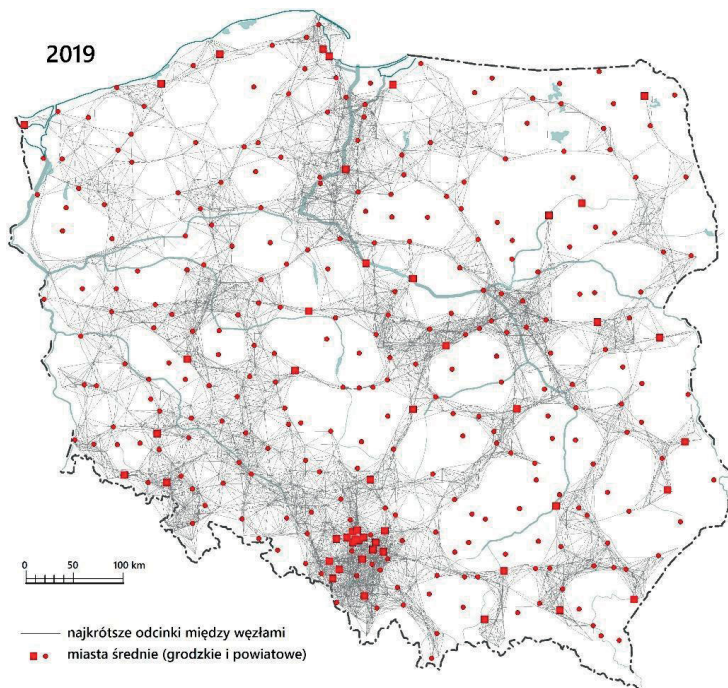 2019
0 50 100 km
najkrótsze odcinki między węzłami
miasta średnie (grodzkie i powiatowe)